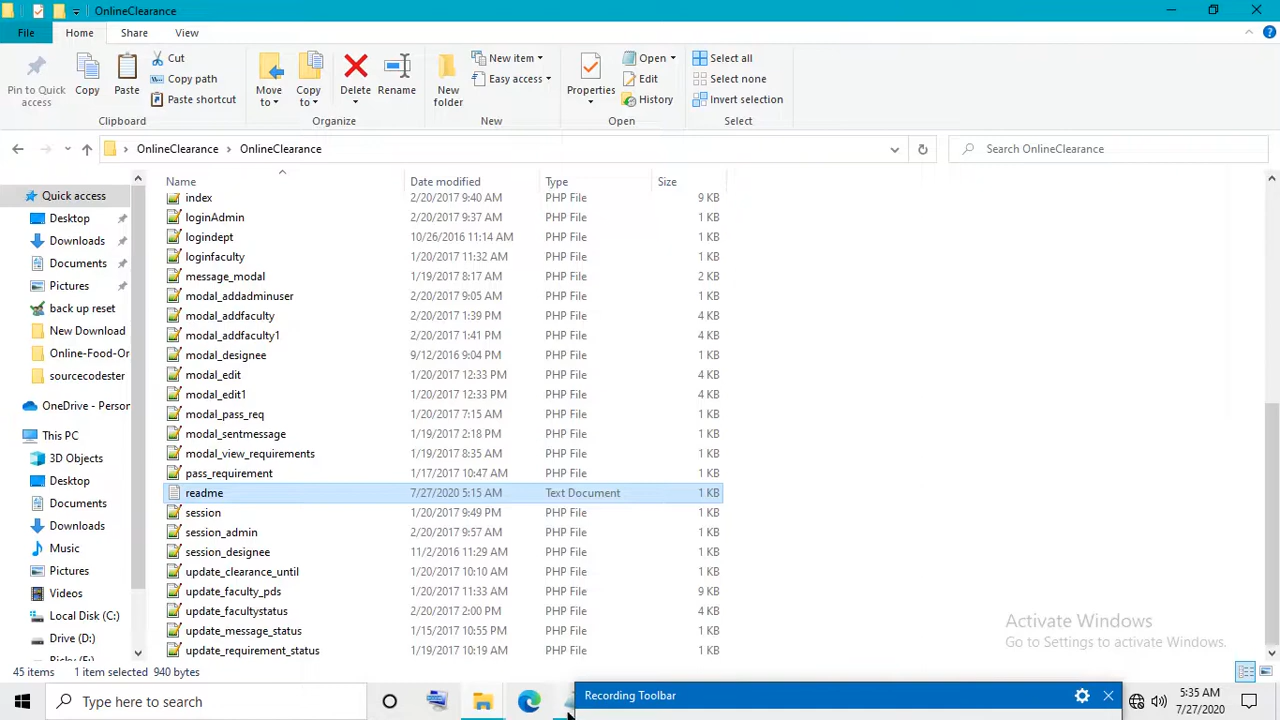 OnlineClearance
File Home Share View
Pin to Quick access
Copy
Paste
Cut
Copy path
Paste shortcut
Clipboard
Move to
Copy to
Delete
Rename
Organize
New folder
New item
Easy access
New
Properties
Open
Edit
History
Open
Select all
Select none
Invert selection
Select
OnlineClearance OnlineClearance
Search OnlineClearance
Quick access
Desktop
Downloads
Documents
Pictures
back up reset
New Download
Online-Food-Or
sourcecodester
OneDrive - Person
This PC
3D Objects
Desktop
Documents
Downloads
Music
Pictures
Videos
Local Disk (C:)
Drive (D:)
Name Date modified Type Size
index 2/20/2017 9:40 AM PHP File 9 KB
loginAdmin 2/20/2017 9:37 AM PHP File 1 KB
logindept 10/26/2016 11:14 AM PHP File 1 KB
loginfaculty 1/20/2017 11:32 AM PHP File 1 KB
message_modal 1/19/2017 8:17 AM PHP File 2 KB
modal_addadminuser 2/20/2017 9:05 AM PHP File 1 KB
modal_addfaculty 2/20/2017 1:39 PM PHP File 4 KB
modal_addfaculty1 2/20/2017 1:41 PM PHP File 4 KB
modal_designee 9/12/2016 9:04 PM PHP File 1 KB
modal_edit 1/20/2017 12:33 PM PHP File 4 KB
modal_edit1 1/20/2017 12:33 PM PHP File 4 KB
modal_pass_req 1/20/2017 7:15 AM PHP File 1 KB
modal_sentmessage 1/19/2017 2:18 PM PHP File 1 KB
modal_view_requirements 1/19/2017 8:35 AM PHP File 1 KB
pass_requirement 1/17/2017 10:47 AM PHP File 1 KB
readme 7/27/2020 5:15 AM Text Document 1 KB
session 1/20/2017 9:49 PM PHP File 1 KB
session_admin 2/20/2017 9:57 AM PHP File 1 KB
session_designee 11/2/2016 11:29 AM PHP File 1 KB
update_clearance_until 1/20/2017 10:10 AM PHP File 1 KB
update_faculty_pds 1/20/2017 11:33 AM PHP File 9 KB
update_facultystatus 2/20/2017 2:00 PM PHP File 4 KB
update_message_status 1/15/2017 10:55 PM PHP File 1 KB
update_requirement_status 1/19/2017 10:19 AM PHP File 1 KB
Activate Windows
Go to Settings to activate Windows.
45 items 1 item selected 940 bytes
Type here to search
Recording Toolbar
5:35 AM
7/27/2020